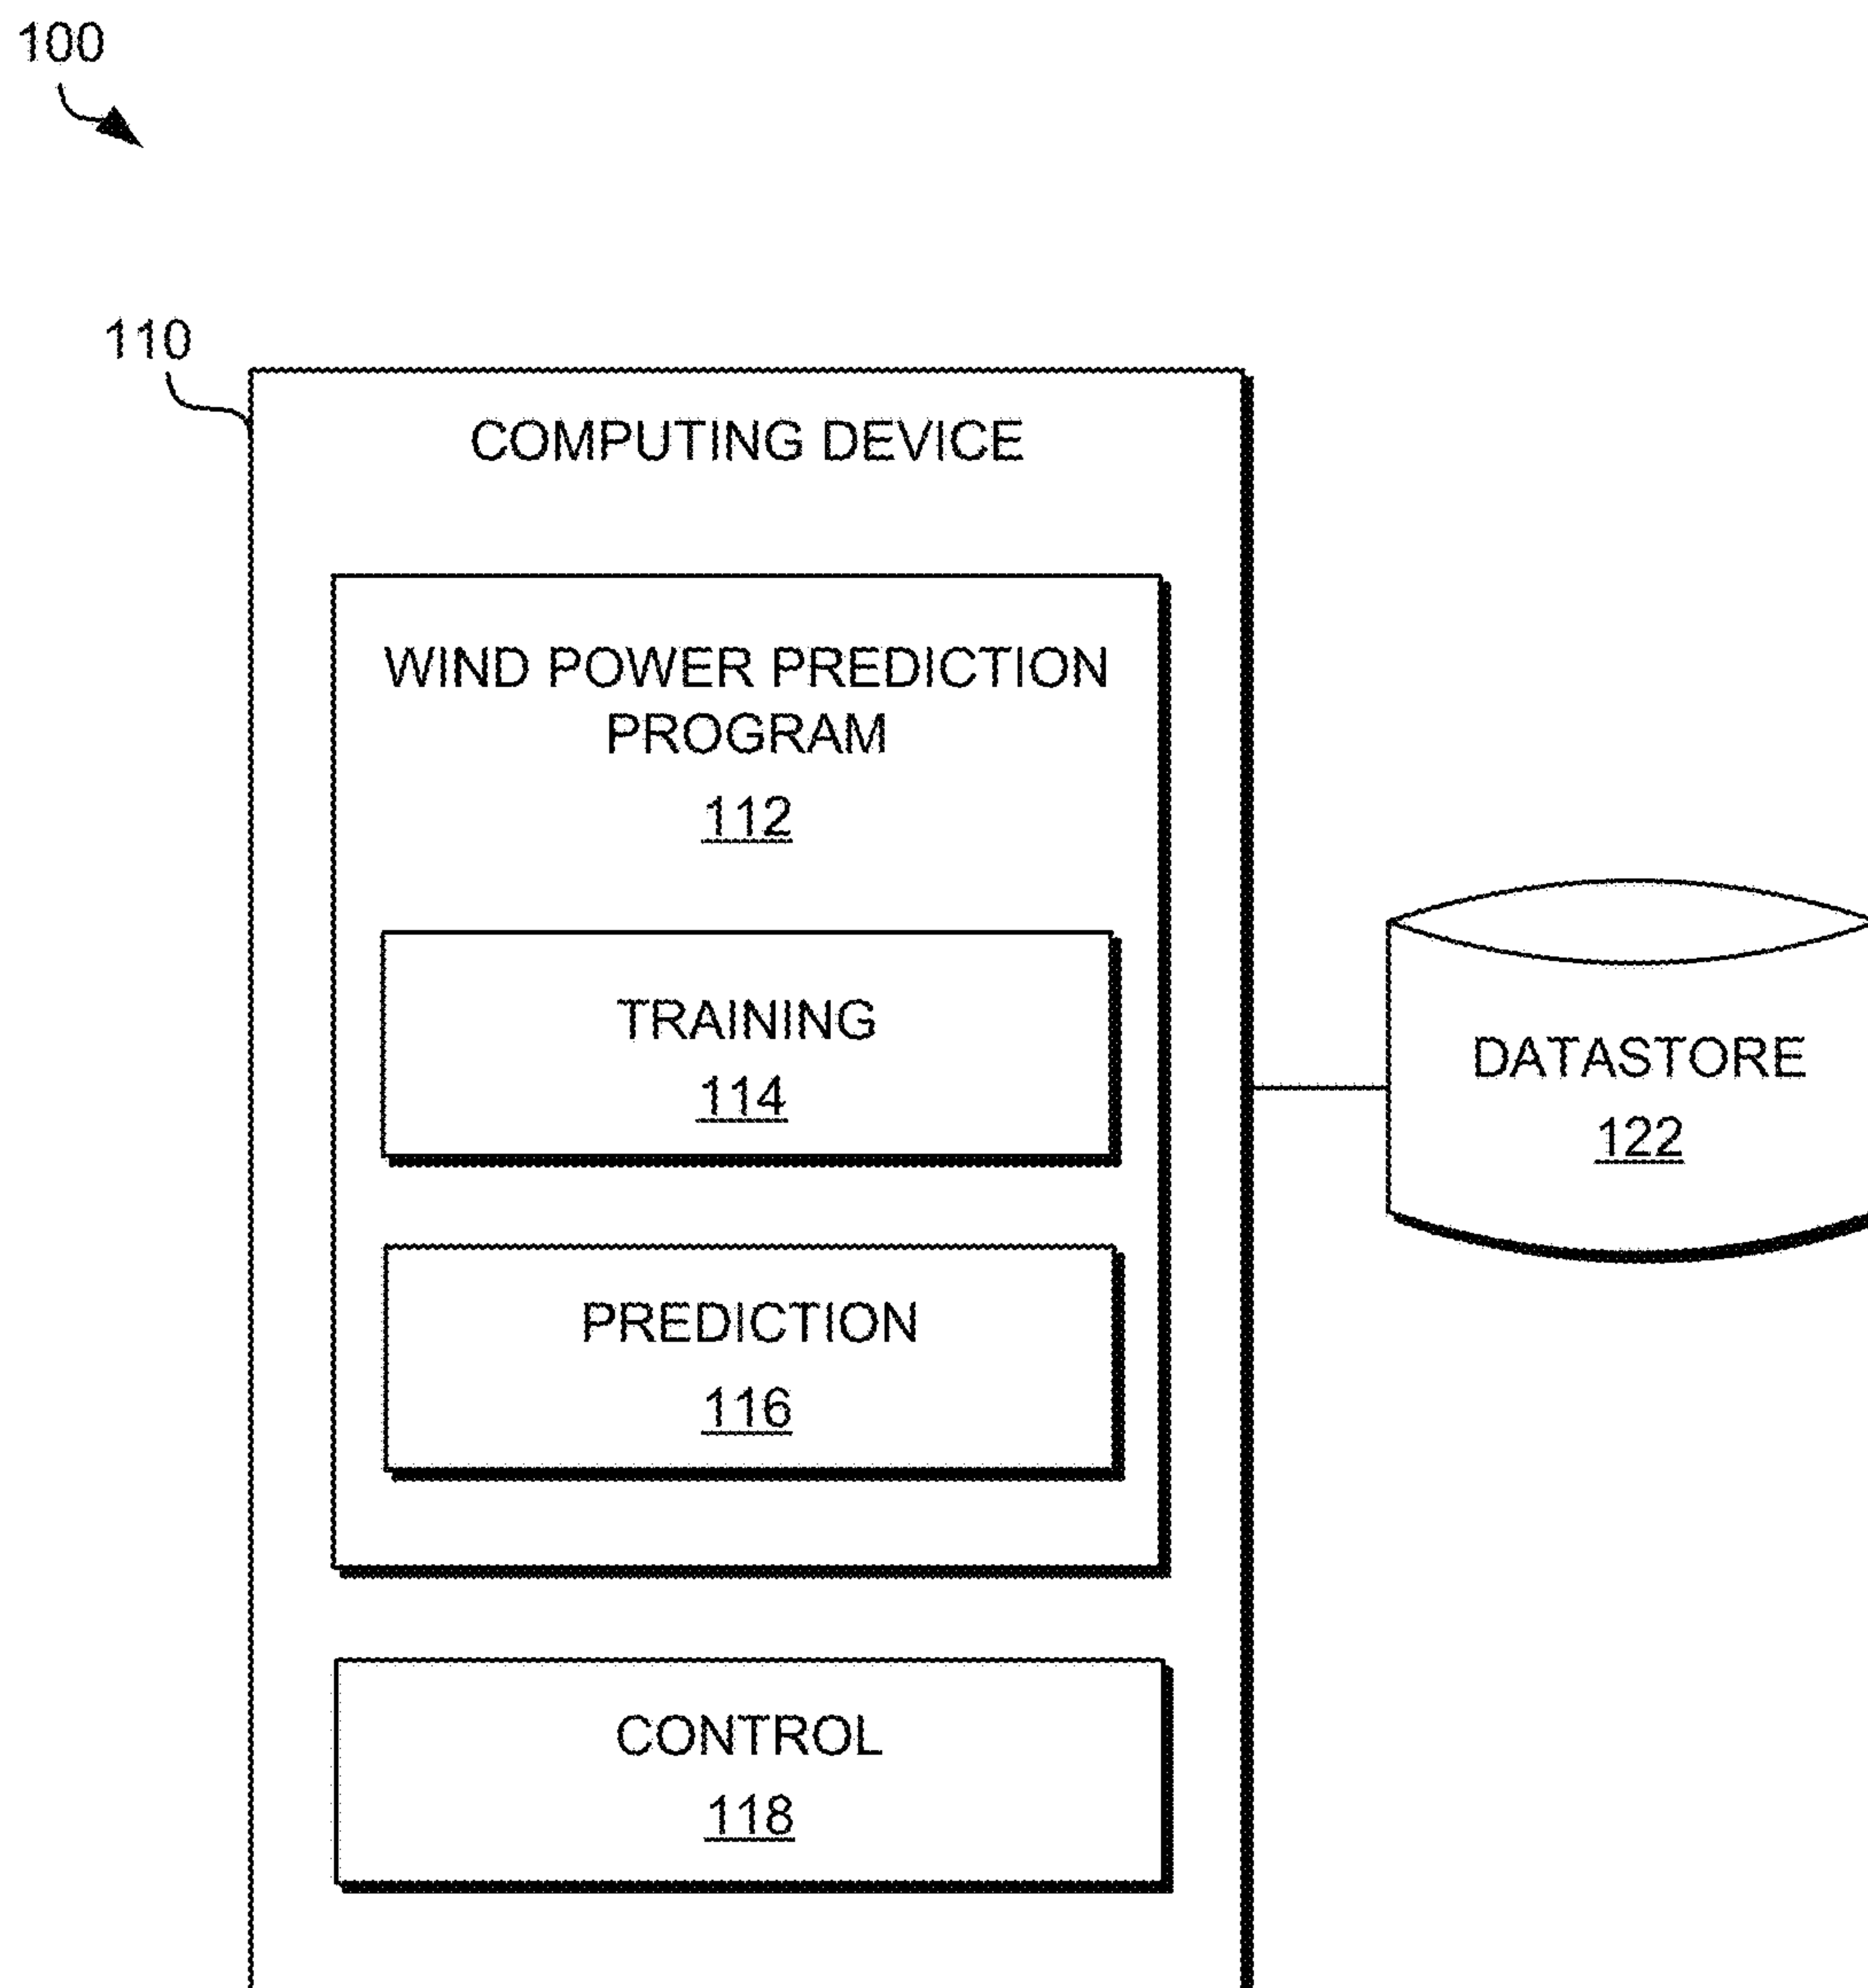 100
110
COMPUTING DEVICE
WIND POWER PREDICTION
PROGRAM
112
TRAINING
114
PREDICTION
116
CONTROL
118
DATASTORE
122